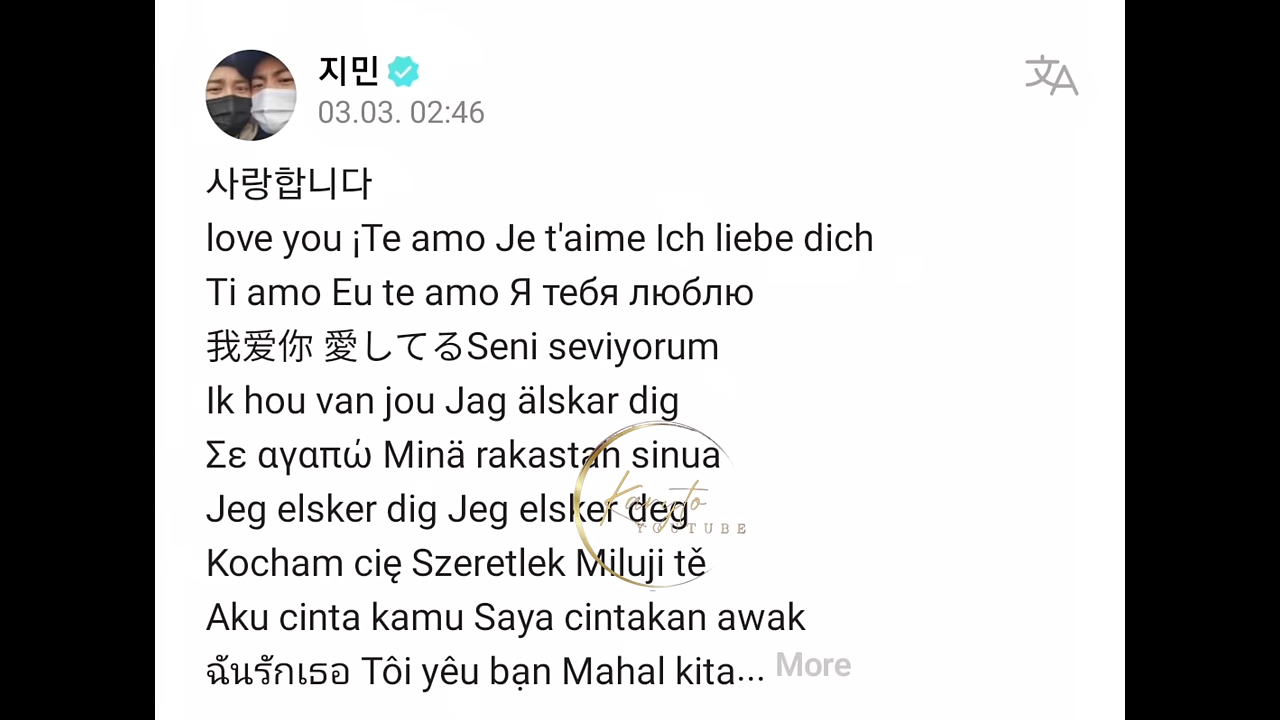 지민
03.03. 02:46
사랑합니다
love you ¡Te amo Je t'aime Ich liebe dich
Ti amo Eu te amo Я тебя люблю
我爱你 愛してるSeni seviyorum
Ik hou van jou Jag älskar dig
Σε αγαπώ Minä rakastan sinua
Jeg elsker dig Jeg elsker deg
Kocham cię Szeretlek Miluji tě
Aku cinta kamu Saya cintakan awak
ฉันรักเธอ Tôi yêu bạn Mahal kita... More
YOUTUBE